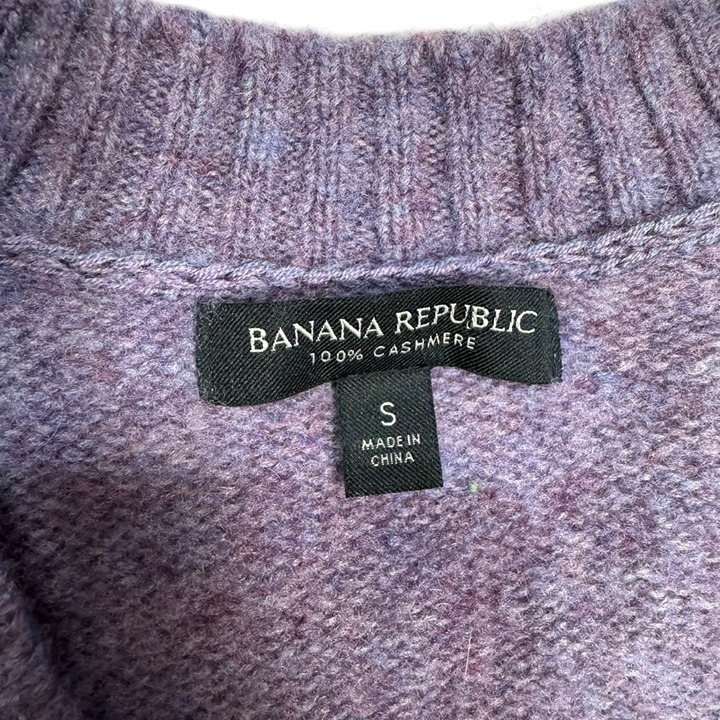 BANANA REPUBLIC
100% CASHMERE
S
MADE IN
CHINA